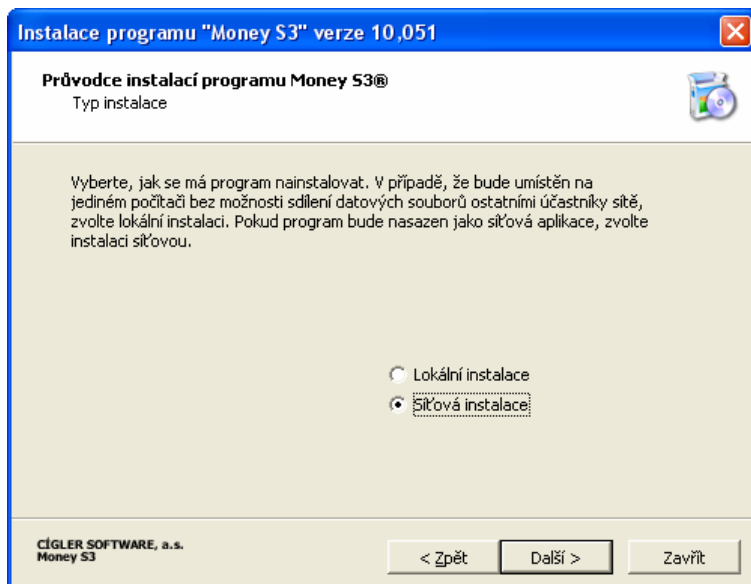 Instalace programu "Money S3" verze 10,051
Průvodce instalací programu Money S3®
Typ instalace
Vyberte, jak se má program nainstalovat. V případě, že bude umístěn na
jediném počítači bez možnosti sdílení datových souborů ostatními účastníky sítě,
zvolte lokální instalaci. Pokud program bude nasazen jako síťová aplikace, zvolte
instalaci síťovou.
Lokální instalace
Síťová instalace
CÍGLER SOFTWARE, a.s.
Money S3
< Zpět
Další >
Zavřít